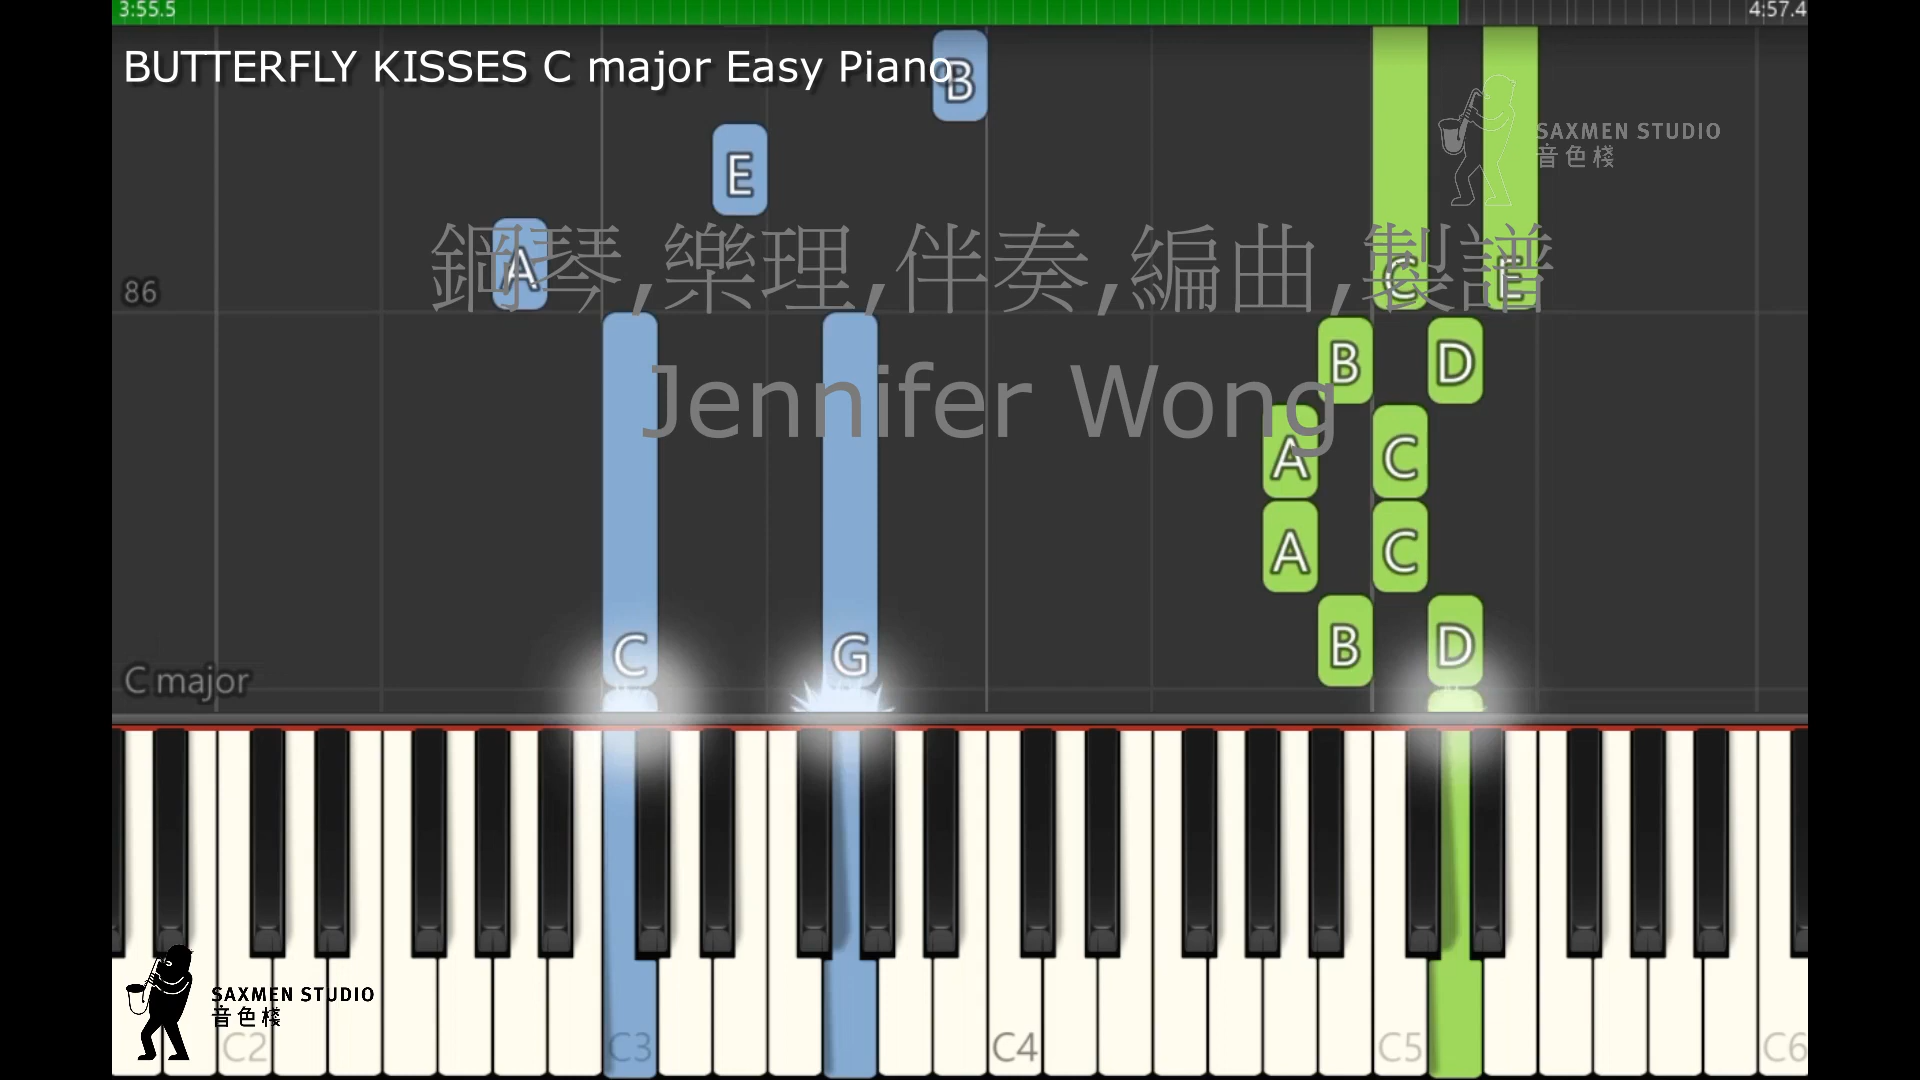 3:55.5 4:57.4
BUTTERFLY KISSES C major Easy Piano
B
SAXMEN STUDIO
音色棧
E
鋼琴,樂理,伴奏,編曲,製譜
A C E
86
B D
Jennifer Wong
A C
A C
C G B D
C major
SAXMEN STUDIO
音色棧
C2 C3 C4 C5 C6